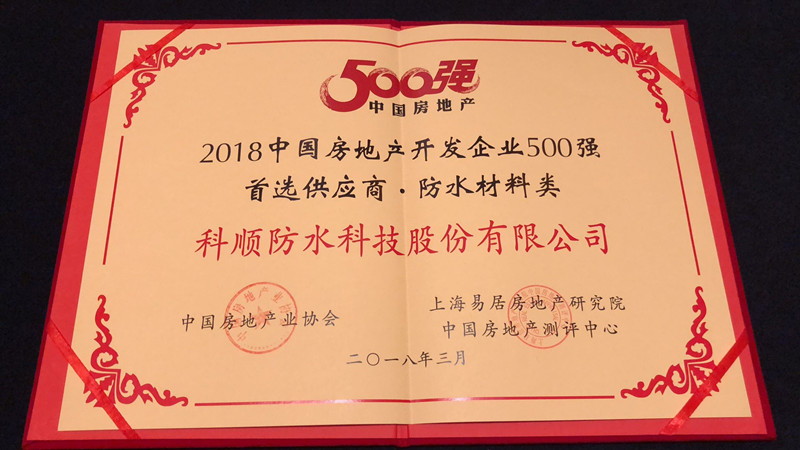 500强
中国房地产
2018中国房地产开发企业500强
首选供应商·防水材料类
科顺防水科技股份有限公司
中国房地产业协会
上海易居房地产研究院
中国房地产测评中心
二〇一八年三月